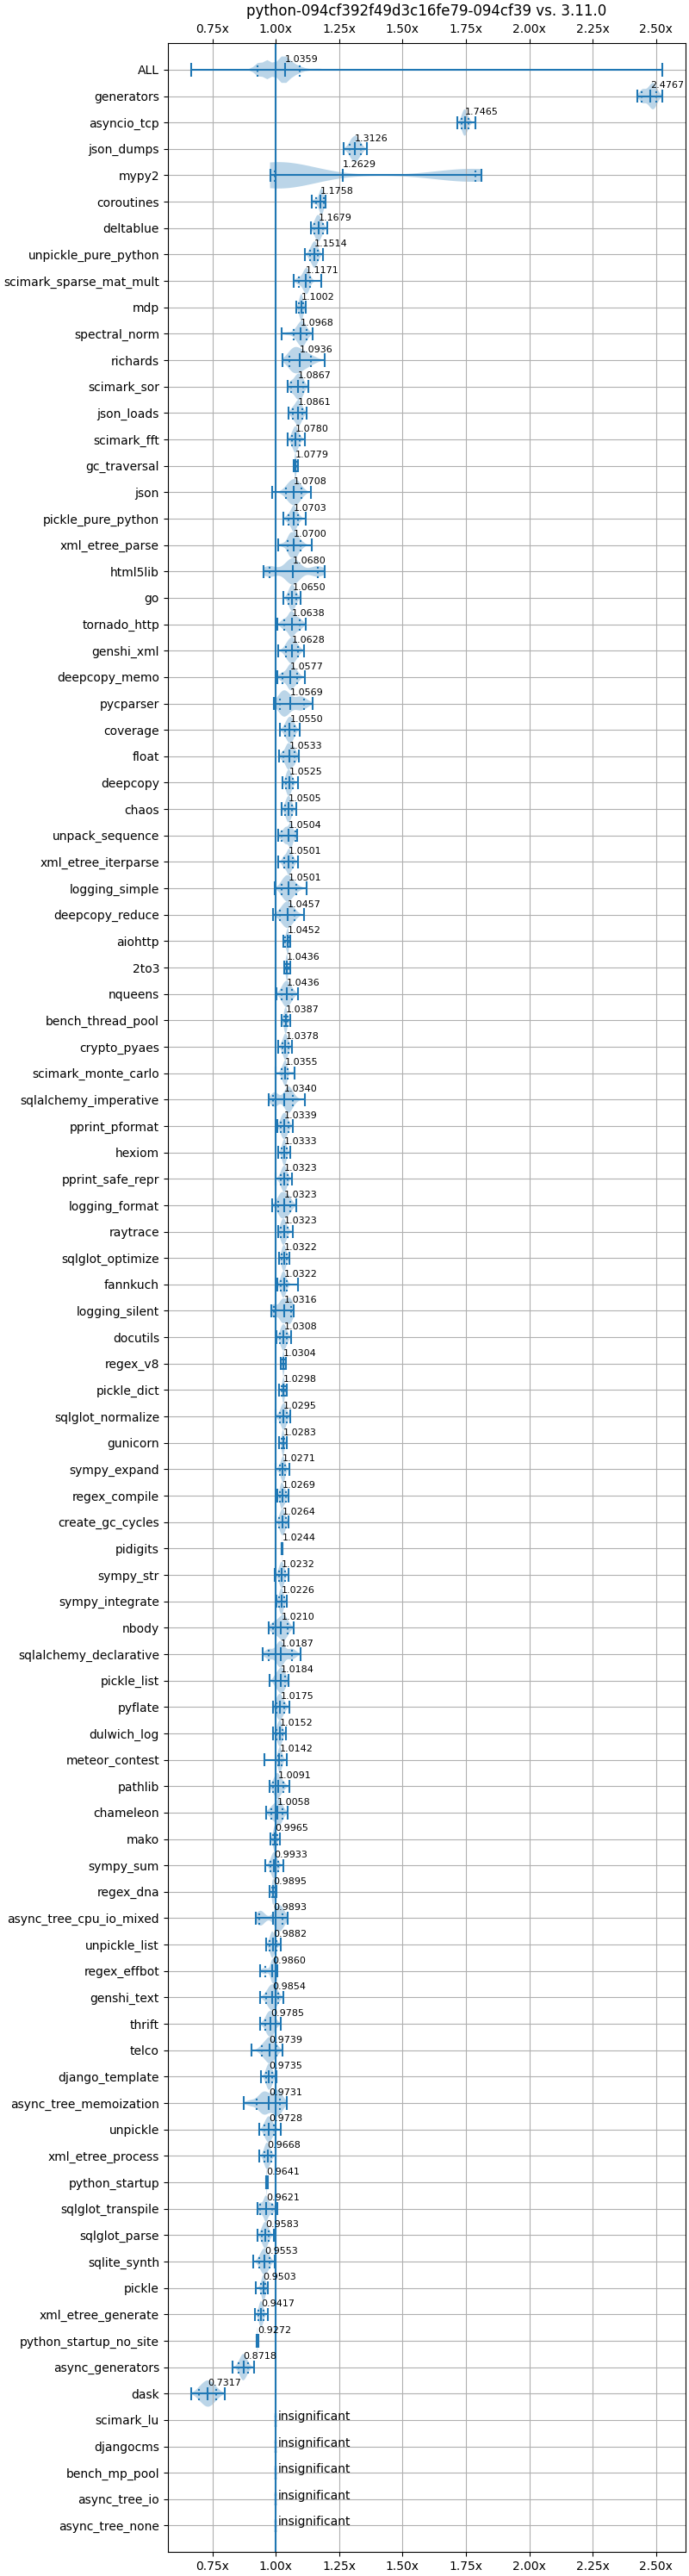 python-094cf392f49d3c16fe79-094cf39 vs. 3.11.0
0.75x 1.00x 1.25x 1.50x 1.75x 2.00x 2.25x 2.50x
ALL 1.0359
generators 2.4767
asyncio_tcp 1.7465
json_dumps 1.3126
mypy2 1.2629
coroutines 1.1758
deltablue 1.1679
unpickle_pure_python 1.1514
scimark_sparse_mat_mult 1.1171
mdp 1.1002
spectral_norm 1.0968
richards 1.0936
scimark_sor 1.0867
json_loads 1.0861
scimark_fft 1.0780
gc_traversal 1.0779
json 1.0708
pickle_pure_python 1.0703
xml_etree_parse 1.0700
html5lib 1.0680
go 1.0650
tornado_http 1.0638
genshi_xml 1.0628
deepcopy_memo 1.0577
pycparser 1.0569
coverage 1.0550
float 1.0533
deepcopy 1.0525
chaos 1.0505
unpack_sequence 1.0504
xml_etree_iterparse 1.0501
logging_simple 1.0501
deepcopy_reduce 1.0457
aiohttp 1.0452
2to3 1.0436
nqueens 1.0436
bench_thread_pool 1.0387
crypto_pyaes 1.0378
scimark_monte_carlo 1.0355
sqlalchemy_imperative 1.0340
pprint_pformat 1.0339
hexiom 1.0333
pprint_safe_repr 1.0323
logging_format 1.0323
raytrace 1.0323
sqlglot_optimize 1.0322
fannkuch 1.0322
logging_silent 1.0316
docutils 1.0308
regex_v8 1.0304
pickle_dict 1.0298
sqlglot_normalize 1.0295
gunicorn 1.0283
sympy_expand 1.0271
regex_compile 1.0269
create_gc_cycles 1.0264
pidigits 1.0244
sympy_str 1.0232
sympy_integrate 1.0226
nbody 1.0210
sqlalchemy_declarative 1.0187
pickle_list 1.0184
pyflate 1.0175
dulwich_log 1.0152
meteor_contest 1.0142
pathlib 1.0091
chameleon 1.0058
mako 0.9965
sympy_sum 0.9933
regex_dna 0.9895
async_tree_cpu_io_mixed 0.9893
unpickle_list 0.9882
regex_effbot 0.9860
genshi_text 0.9854
thrift 0.9785
telco 0.9739
django_template 0.9735
async_tree_memoization 0.9731
unpickle 0.9728
xml_etree_process 0.9668
python_startup 0.9641
sqlglot_transpile 0.9621
sqlglot_parse 0.9583
sqlite_synth 0.9553
pickle 0.9503
xml_etree_generate 0.9417
python_startup_no_site 0.9272
async_generators 0.8718
dask 0.7317
scimark_lu insignificant
djangocms insignificant
bench_mp_pool insignificant
async_tree_io insignificant
async_tree_none insignificant
0.75x 1.00x 1.25x 1.50x 1.75x 2.00x 2.25x 2.50x